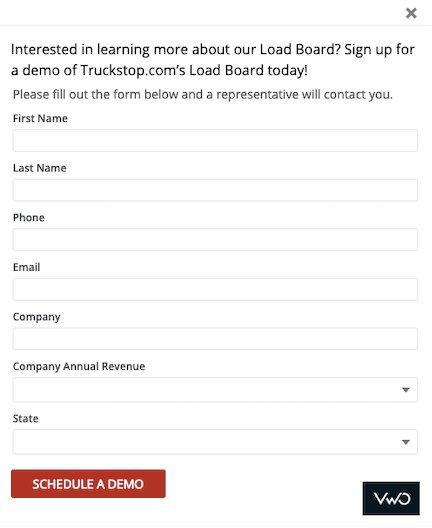 Interested in learning more about our Load Board? Sign up for
a demo of Truckstop.com’s Load Board today!
Please fill out the form below and a representative will contact you.
First Name
Last Name
Phone
Email
Company
Company Annual Revenue
State
SCHEDULE A DEMO
VWO